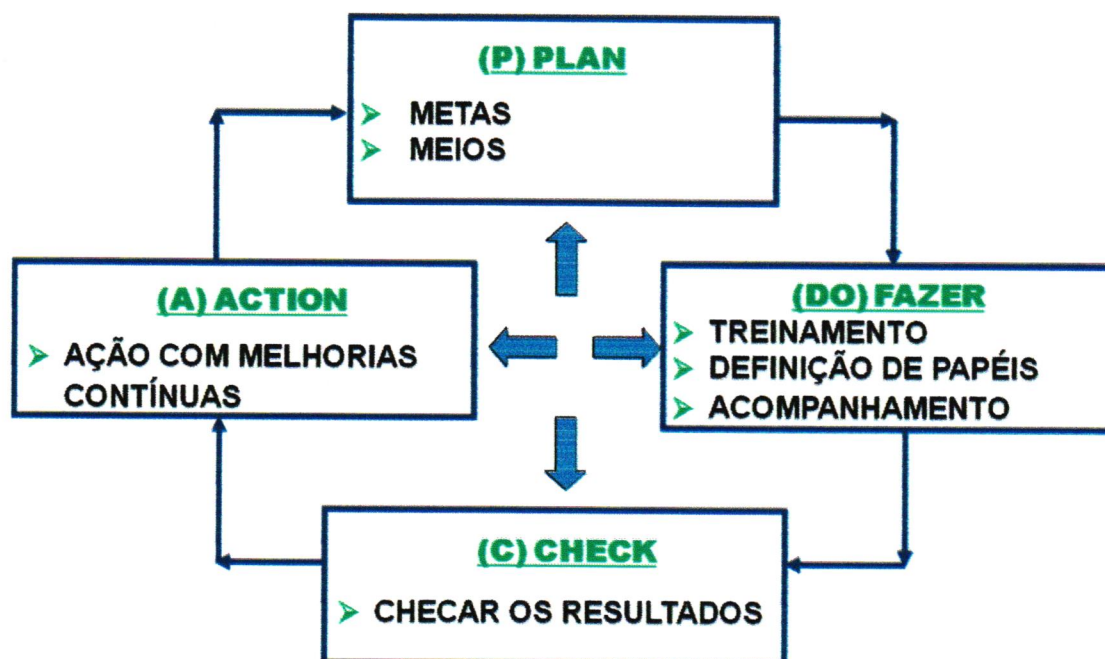 (P) PLAN
METAS
MEIOS
(A) ACTION
AÇÃO COM MELHORIAS
CONTÍNUAS
(DO) FAZER
TREINAMENTO
DEFINIÇÃO DE PAPÉIS
ACOMPANHAMENTO
(C) CHECK
CHECAR OS RESULTADOS